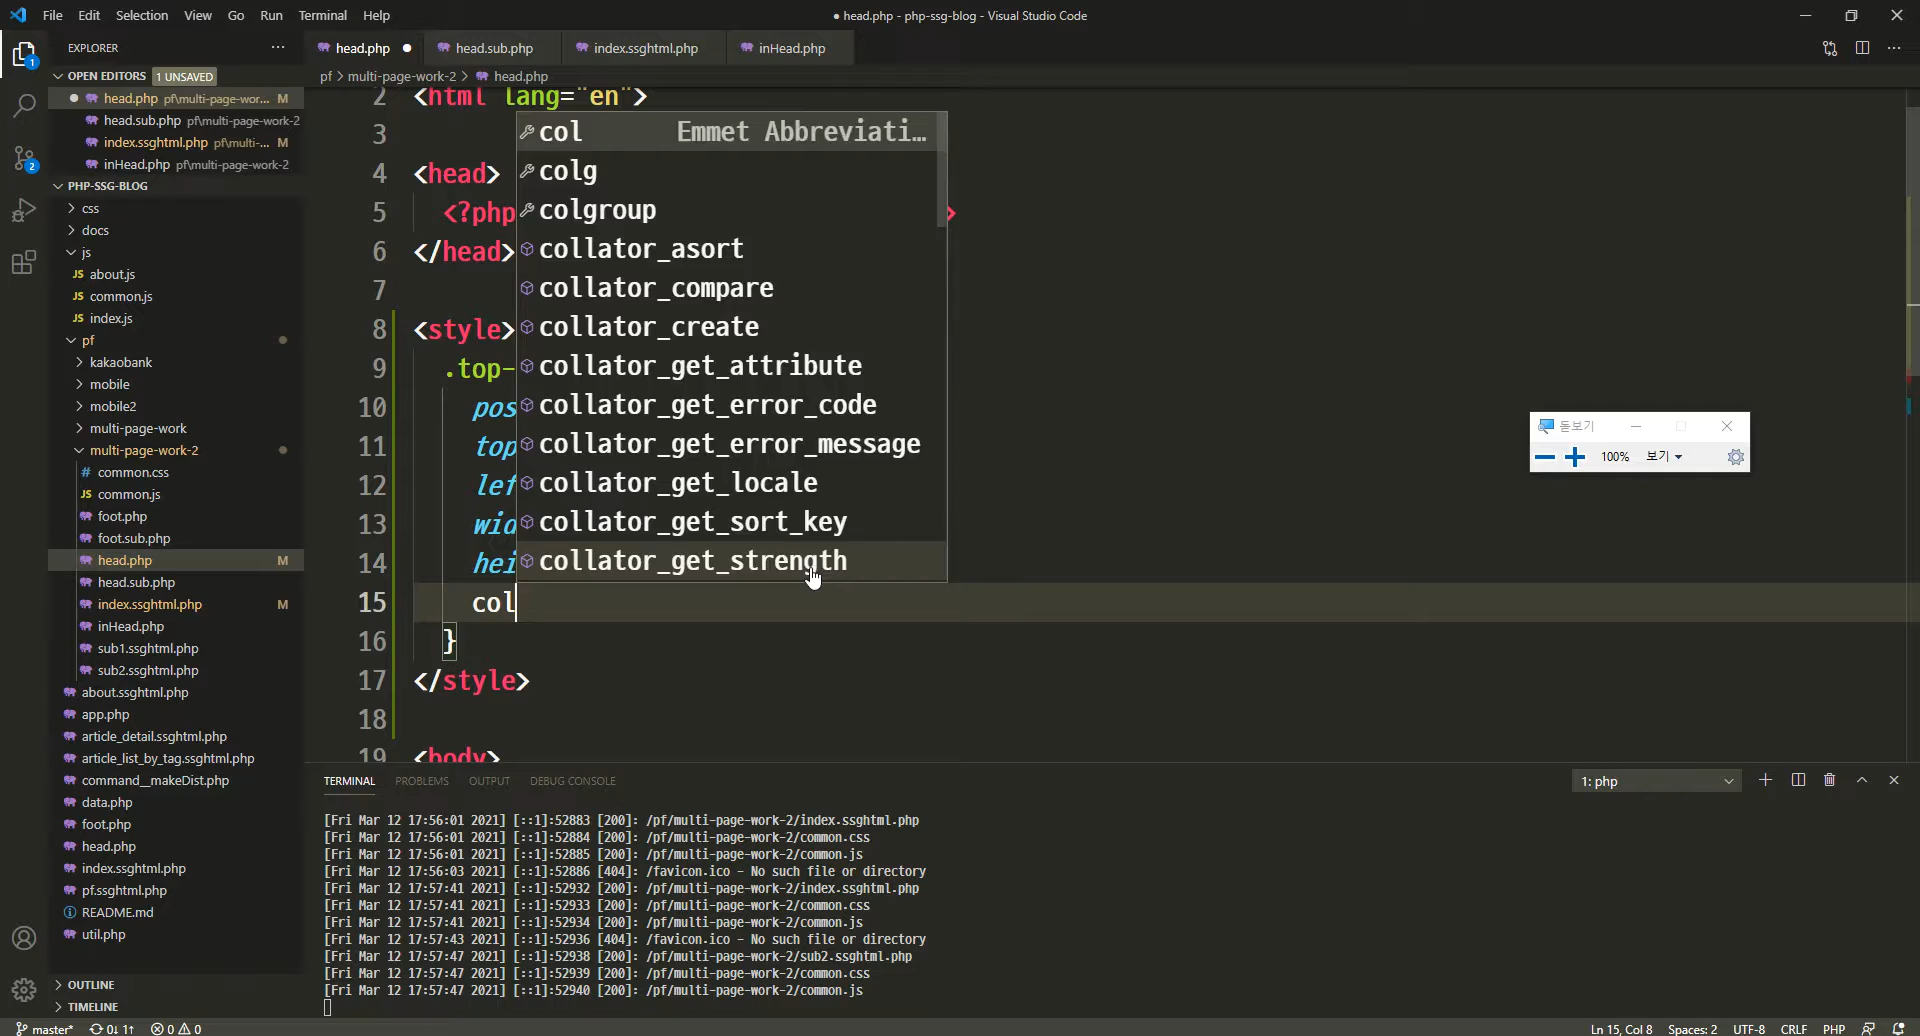 File Edit Selection View Go Run Terminal Help
● head.php - php-ssg-blog - Visual Studio Code
EXPLORER
head.php
head.sub.php
index.ssghtml.php
inHead.php
OPEN EDITORS 1 UNSAVED
head.php pf\multi-page-wor... M
head.sub.php pf\multi-page-work-2
index.ssghtml.php pf\multi-... M
inHead.php pf\multi-page-work-2
PHP-SSG-BLOG
css
docs
js
JS about.js
JS common.js
JS index.js
pf
kakaobank
mobile
mobile2
multi-page-work
multi-page-work-2
# common.css
JS common.js
foot.php
foot.sub.php
head.php M
head.sub.php
index.ssghtml.php M
inHead.php
sub1.ssghtml.php
sub2.ssghtml.php
about.ssghtml.php
app.php
article_detail.ssghtml.php
article_list_by_tag.ssghtml.php
command__makeDist.php
data.php
foot.php
head.php
index.ssghtml.php
pf.ssghtml.php
README.md
util.php
OUTLINE
TIMELINE
1
2
pf > multi-page-work-2 > head.php
2 <html lang="en">
3
4 <head>
5 <?php >
6 </head>
7
8 <style>
9 .top-
10 pos
11 top
12 lef
13 wid
14 hei
15 col
16 }
17 </style>
18
19 <body>
col Emmet Abbreviati…
colg
colgroup
collator_asort
collator_compare
collator_create
collator_get_attribute
collator_get_error_code
collator_get_error_message
collator_get_locale
collator_get_sort_key
collator_get_strength
돋보기
100% 보기
TERMINAL PROBLEMS OUTPUT DEBUG CONSOLE
1: php
[Fri Mar 12 17:56:01 2021] [::1]:52883 [200]: /pf/multi-page-work-2/index.ssghtml.php
[Fri Mar 12 17:56:01 2021] [::1]:52884 [200]: /pf/multi-page-work-2/common.css
[Fri Mar 12 17:56:01 2021] [::1]:52885 [200]: /pf/multi-page-work-2/common.js
[Fri Mar 12 17:56:03 2021] [::1]:52886 [404]: /favicon.ico - No such file or directory
[Fri Mar 12 17:57:41 2021] [::1]:52932 [200]: /pf/multi-page-work-2/index.ssghtml.php
[Fri Mar 12 17:57:41 2021] [::1]:52933 [200]: /pf/multi-page-work-2/common.css
[Fri Mar 12 17:57:41 2021] [::1]:52934 [200]: /pf/multi-page-work-2/common.js
[Fri Mar 12 17:57:43 2021] [::1]:52936 [404]: /favicon.ico - No such file or directory
[Fri Mar 12 17:57:47 2021] [::1]:52938 [200]: /pf/multi-page-work-2/sub2.ssghtml.php
[Fri Mar 12 17:57:47 2021] [::1]:52939 [200]: /pf/multi-page-work-2/common.css
[Fri Mar 12 17:57:47 2021] [::1]:52940 [200]: /pf/multi-page-work-2/common.js
master* 0↓ 1↑ 0 0
Ln 15, Col 8 Spaces: 2 UTF-8 CRLF PHP